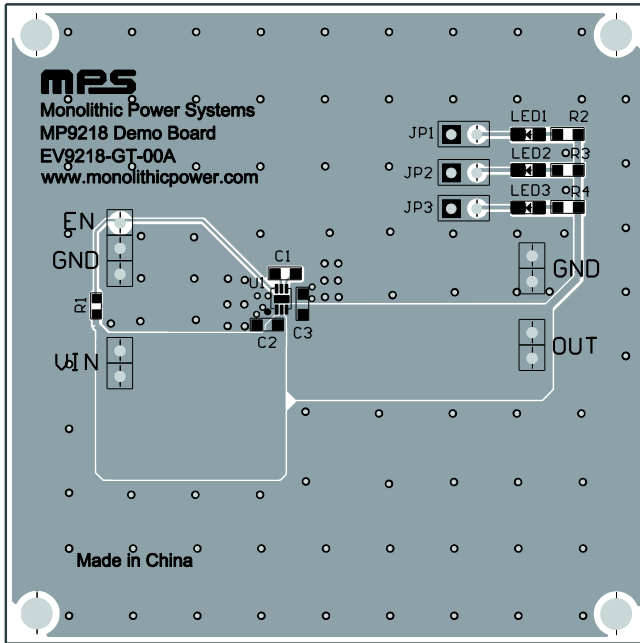 mps
Monolithic Power Systems
MP9218 Demo Board
EV9218-GT-00A
www.monolithicpower.com
JP1
LED1
R2
JP2
LED2
R3
JP3
LED3
R4
EN
GND
C1
U1
GND
R1
C2
C3
VIN
OUT
Made in China